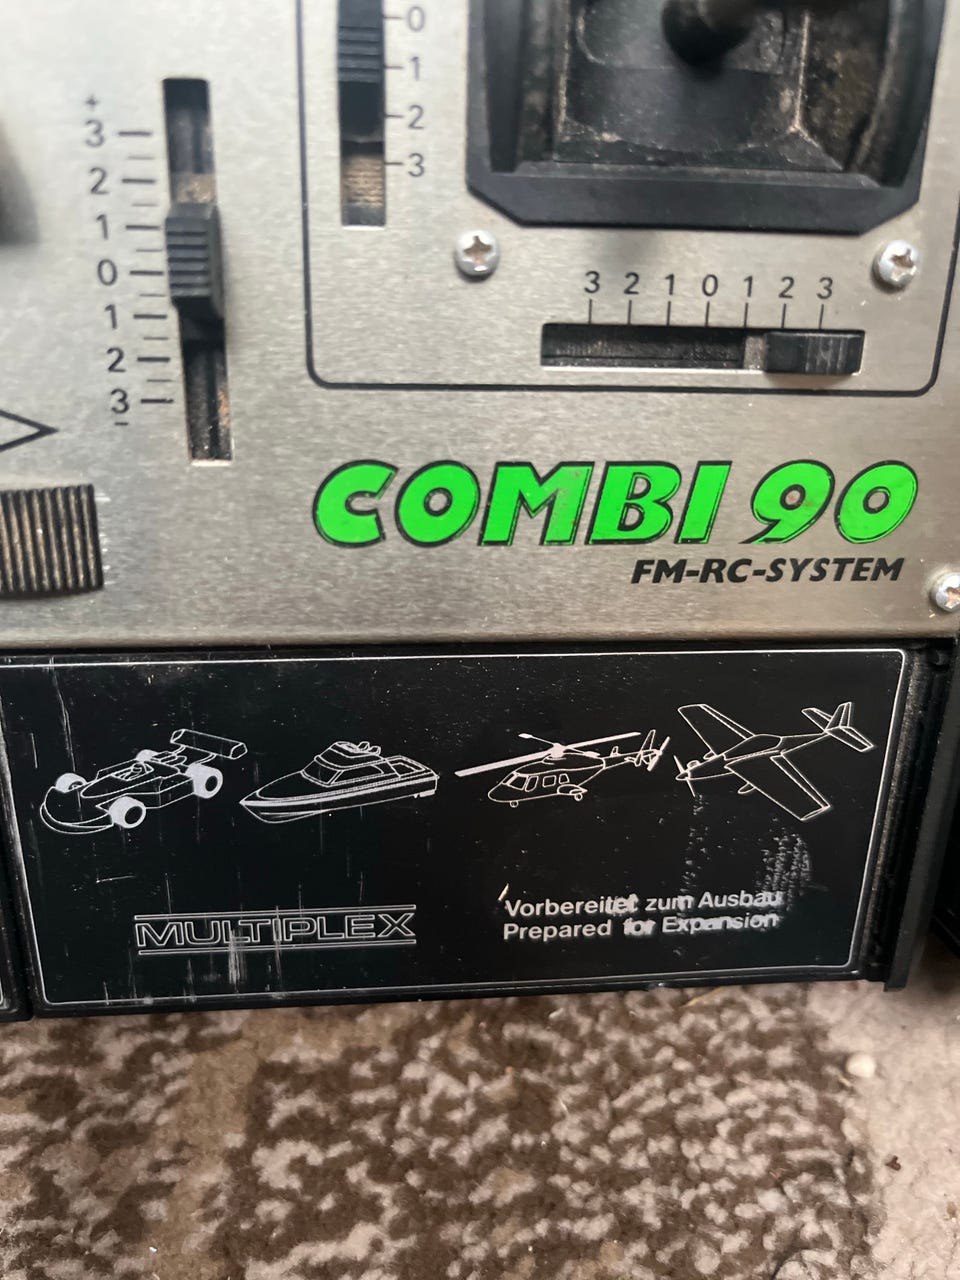 0
1
2
3
+
3
2
1
0
1
2
3
-
3 2 1 0 1 2 3
COMBI 90
FM-RC-SYSTEM
MULTIPLEX
Vorbereitet zum Ausbau
Prepared for Expansion